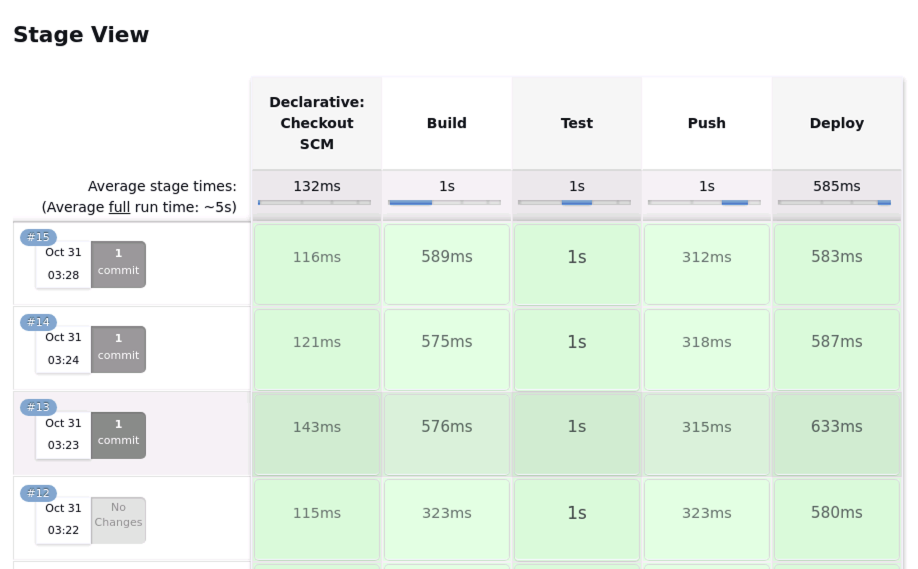 Stage View
Declarative:
Checkout
SCM
Build
Test
Push
Deploy
Average stage times:
(Average full run time: ~5s)
132ms
1s
1s
1s
585ms
#15
Oct 31
03:28
1
commit
116ms
589ms
1s
312ms
583ms
#14
Oct 31
03:24
1
commit
121ms
575ms
1s
318ms
587ms
#13
Oct 31
03:23
1
commit
143ms
576ms
1s
315ms
633ms
#12
Oct 31
03:22
No
Changes
115ms
323ms
1s
323ms
580ms